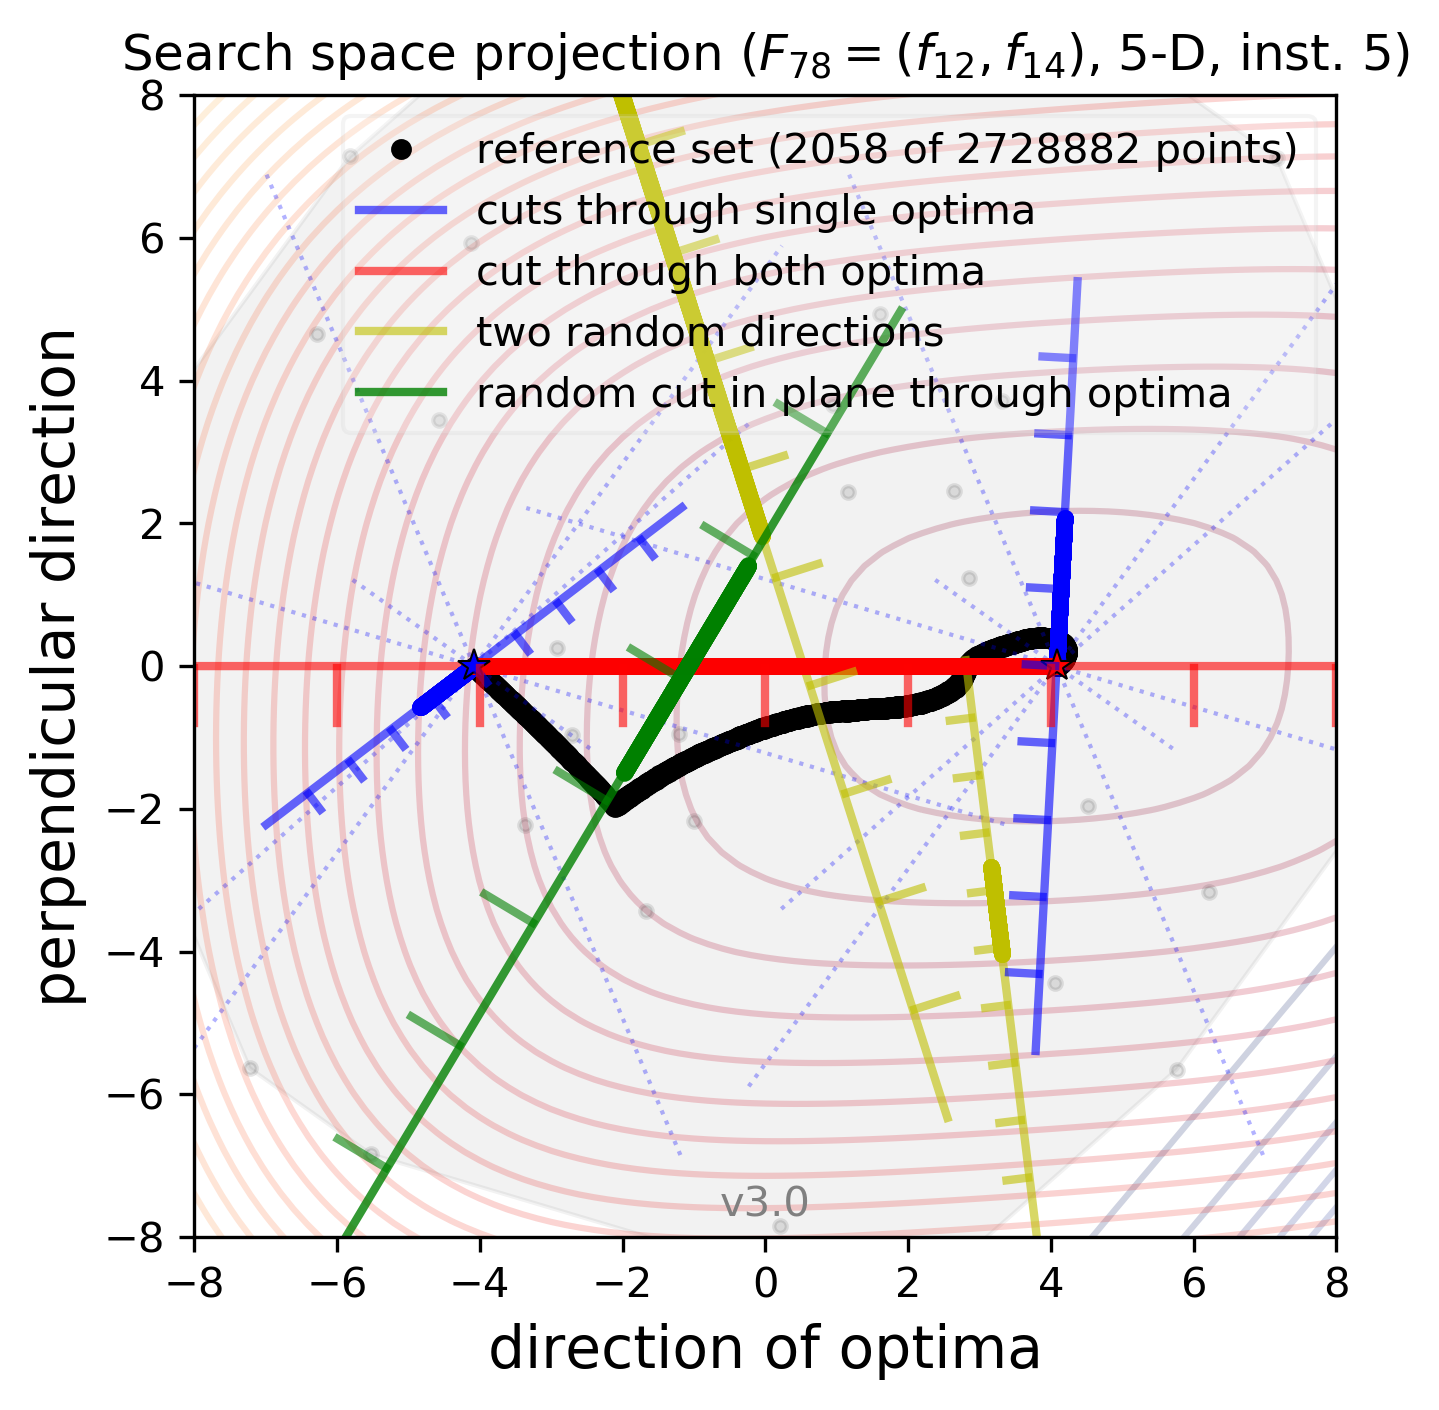 Search space projection (F78 = (f12, f14), 5-D, inst. 5)
reference set (2058 of 2728882 points)
cuts through single optima
cut through both optima
two random directions
random cut in plane through optima
perpendicular direction
8
6
4
2
0
−2
−4
−6
−8
v3.0
−8 −6 −4 −2 0 2 4 6 8
direction of optima